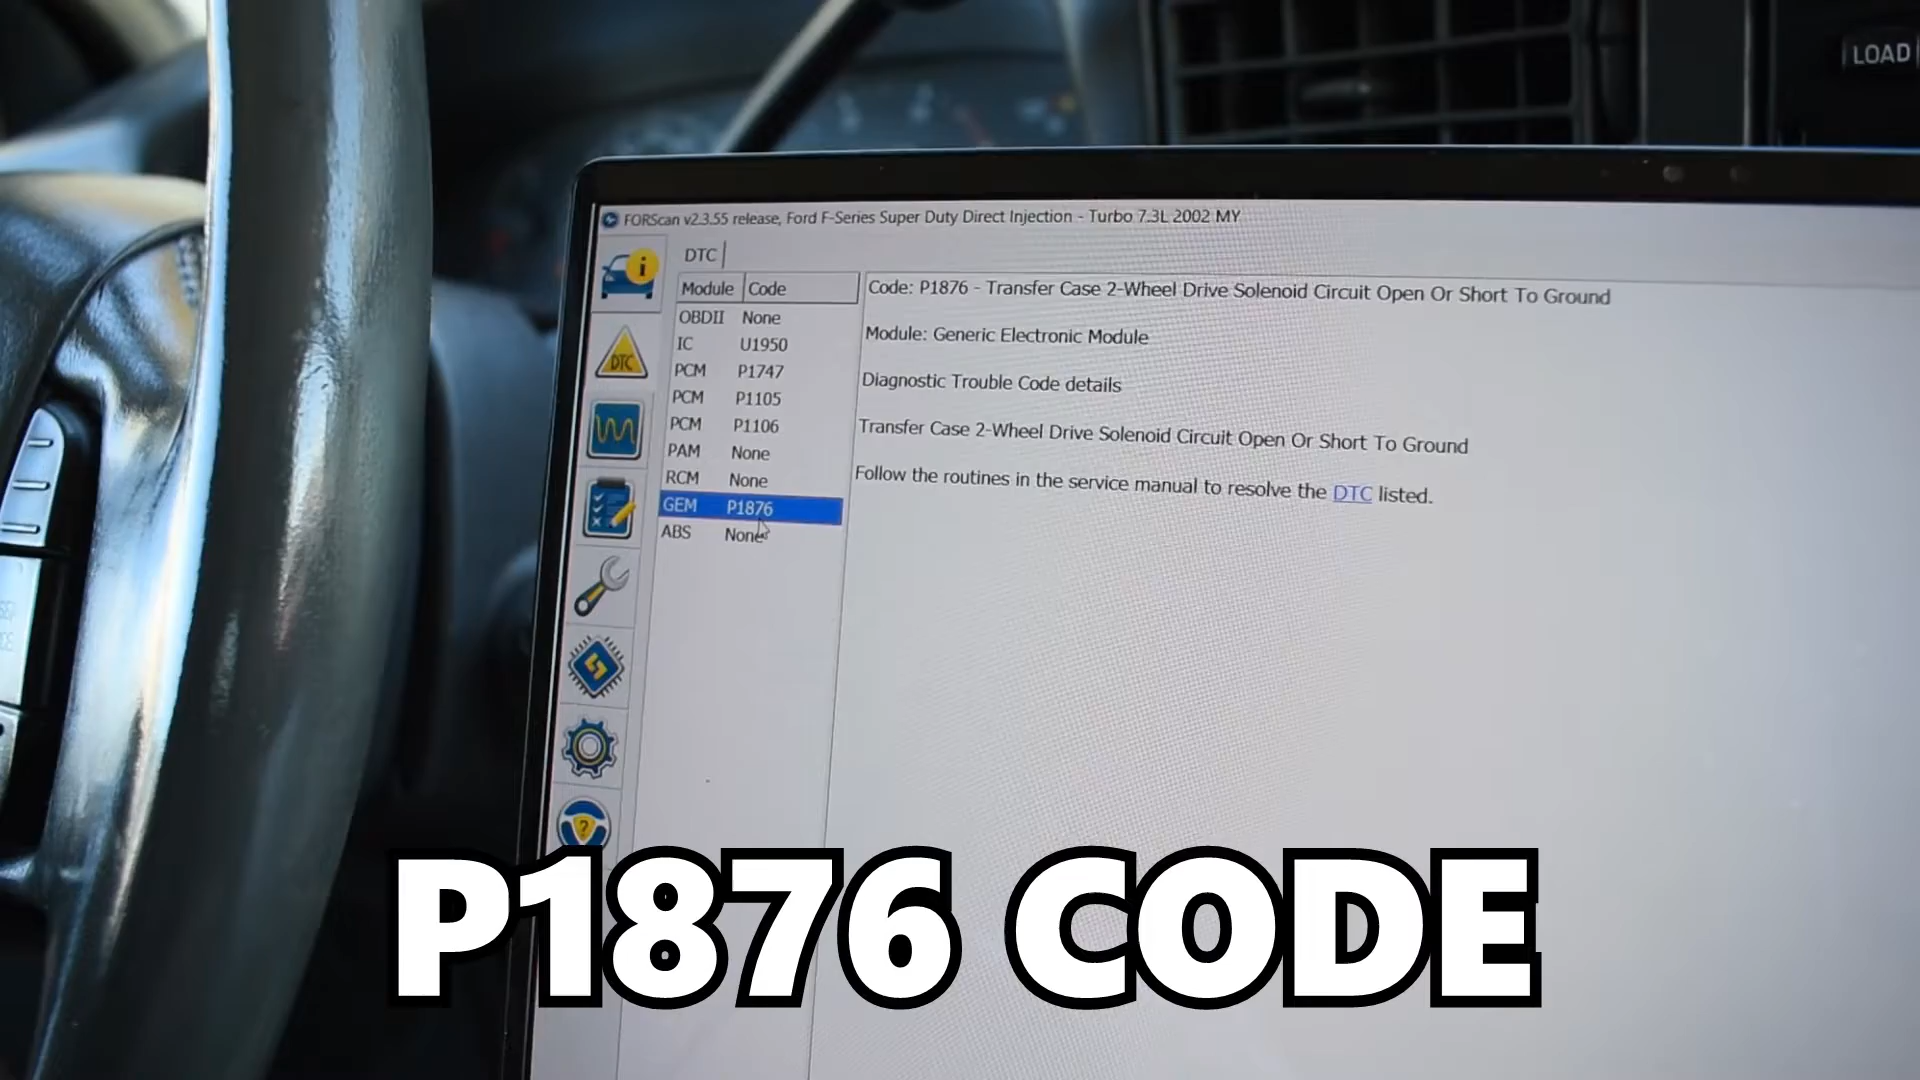 LOAD
FORScan v2.3.55 release, Ford F-Series Super Duty Direct Injection - Turbo 7.3L 2002 MY
DTC
Module Code
OBDII None
IC U1950
PCM P1747
PCM P1105
PCM P1106
PAM None
RCM None
GEM P1876
ABS None
Code: P1876 - Transfer Case 2-Wheel Drive Solenoid Circuit Open Or Short To Ground
Module: Generic Electronic Module
Diagnostic Trouble Code details
Transfer Case 2-Wheel Drive Solenoid Circuit Open Or Short To Ground
Follow the routines in the service manual to resolve the DTC listed.
i
DTC
?
P1876 CODE